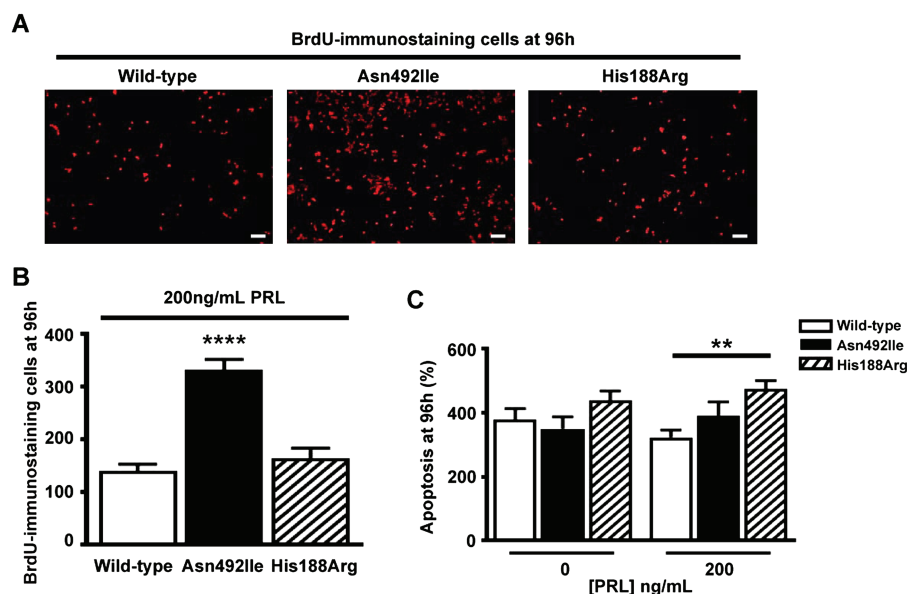 A
BrdU-immunostaining cells at 96h
Wild-type Asn492Ile His188Arg
B
200ng/mL PRL
BrdU-immunostaining cells at 96h
400
300
200
100
0
****
Wild-type Asn492Ile His188Arg
C
Wild-type
Asn492Ile
His188Arg
Apoptosis at 96h (%)
600
400
200
0
**
0 200
[PRL] ng/mL